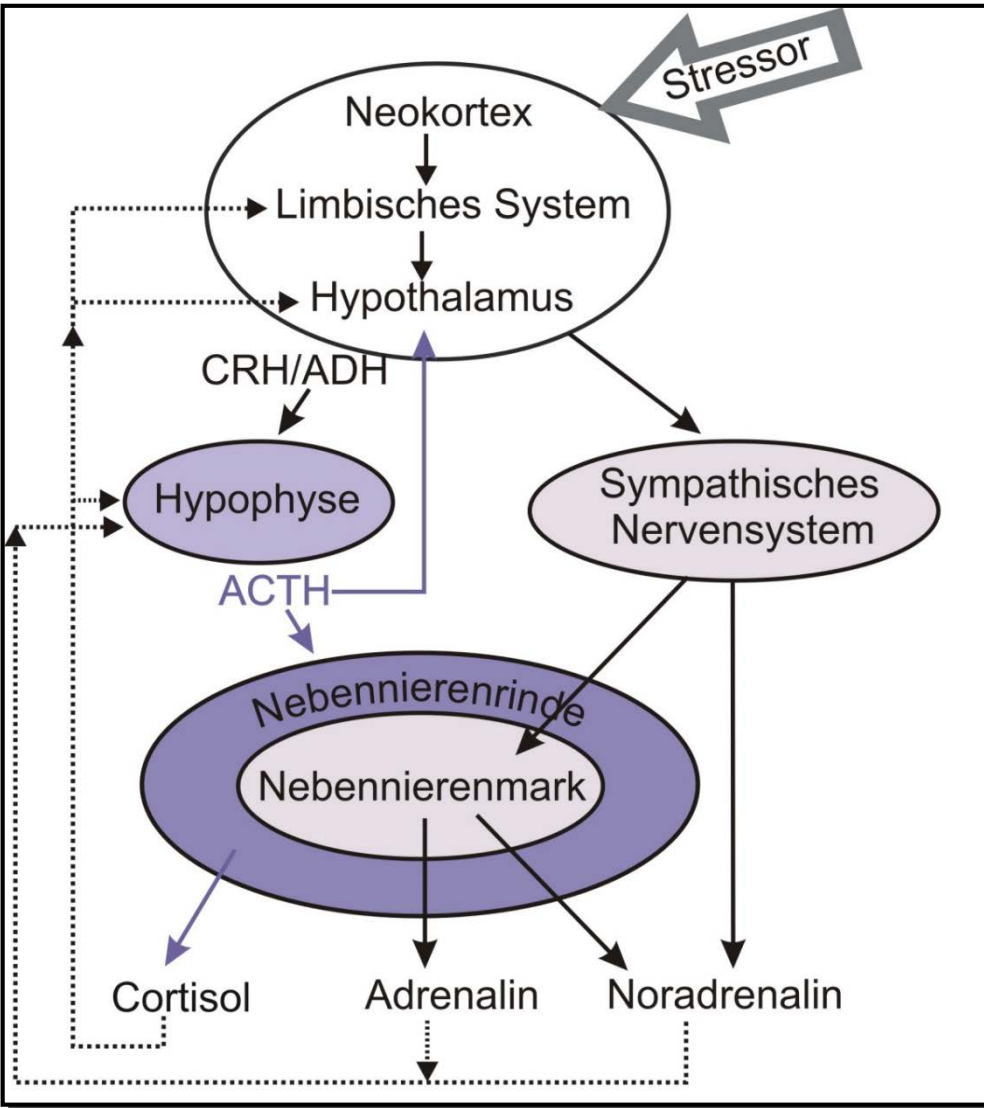 Stressor
Neokortex
Limbisches System
Hypothalamus
CRH/ADH
Hypophyse
Sympathisches
Nervensystem
ACTH
Nebennierenrinde
Nebennierenmark
Cortisol
Adrenalin
Noradrenalin